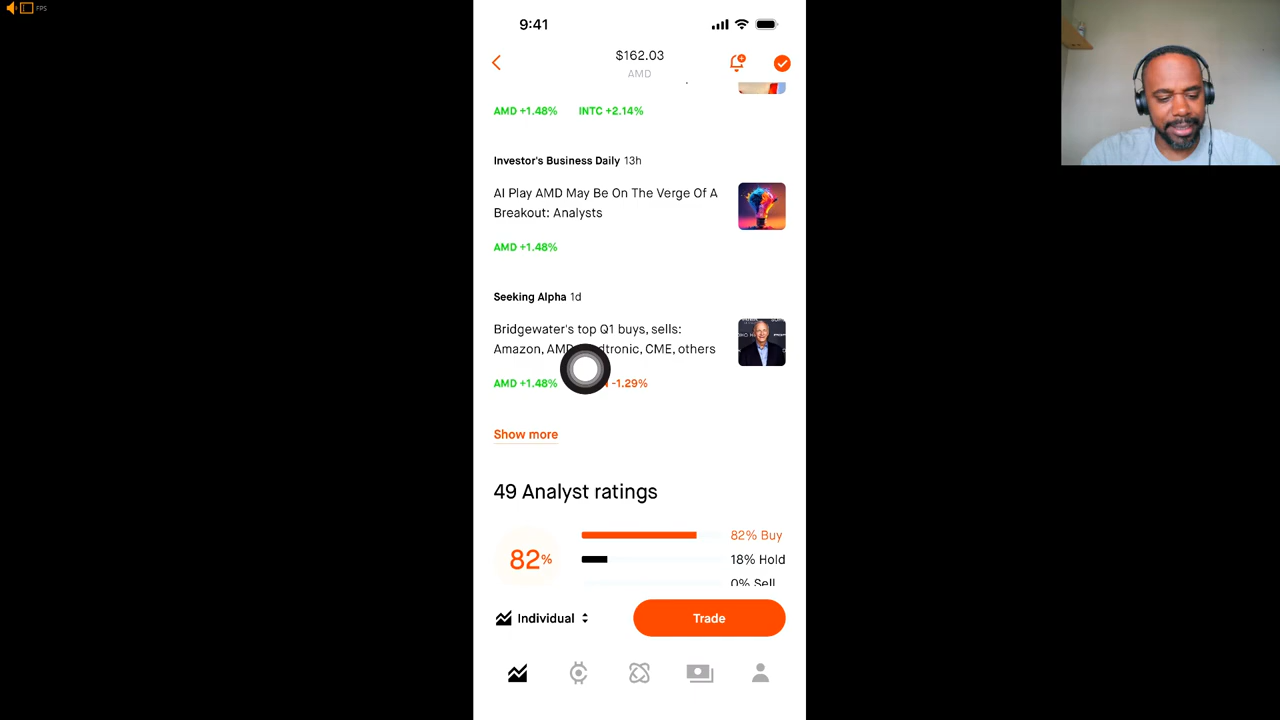 FPS
9:41
$162.03
AMD
AMD +1.48% INTC +2.14%
Investor's Business Daily 13h
AI Play AMD May Be On The Verge Of A
Breakout: Analysts
AMD +1.48%
Seeking Alpha 1d
Bridgewater's top Q1 buys, sells:
Amazon, AMD, dtronic, CME, others
AMD +1.48% -1.29%
Show more
49 Analyst ratings
82%
82% Buy
18% Hold
0% Sell
Individual
Trade